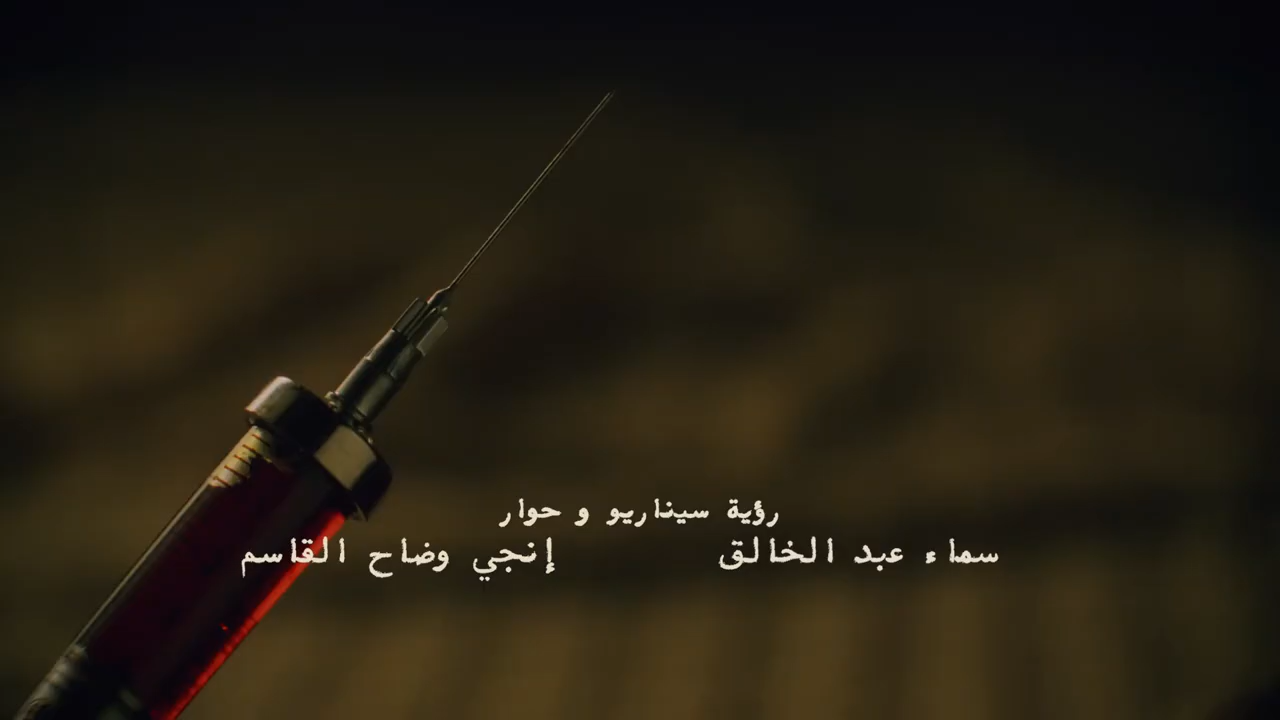 رؤية سيناريو و حوار
سماء عبد الخالق إنجي وضاح القاسم